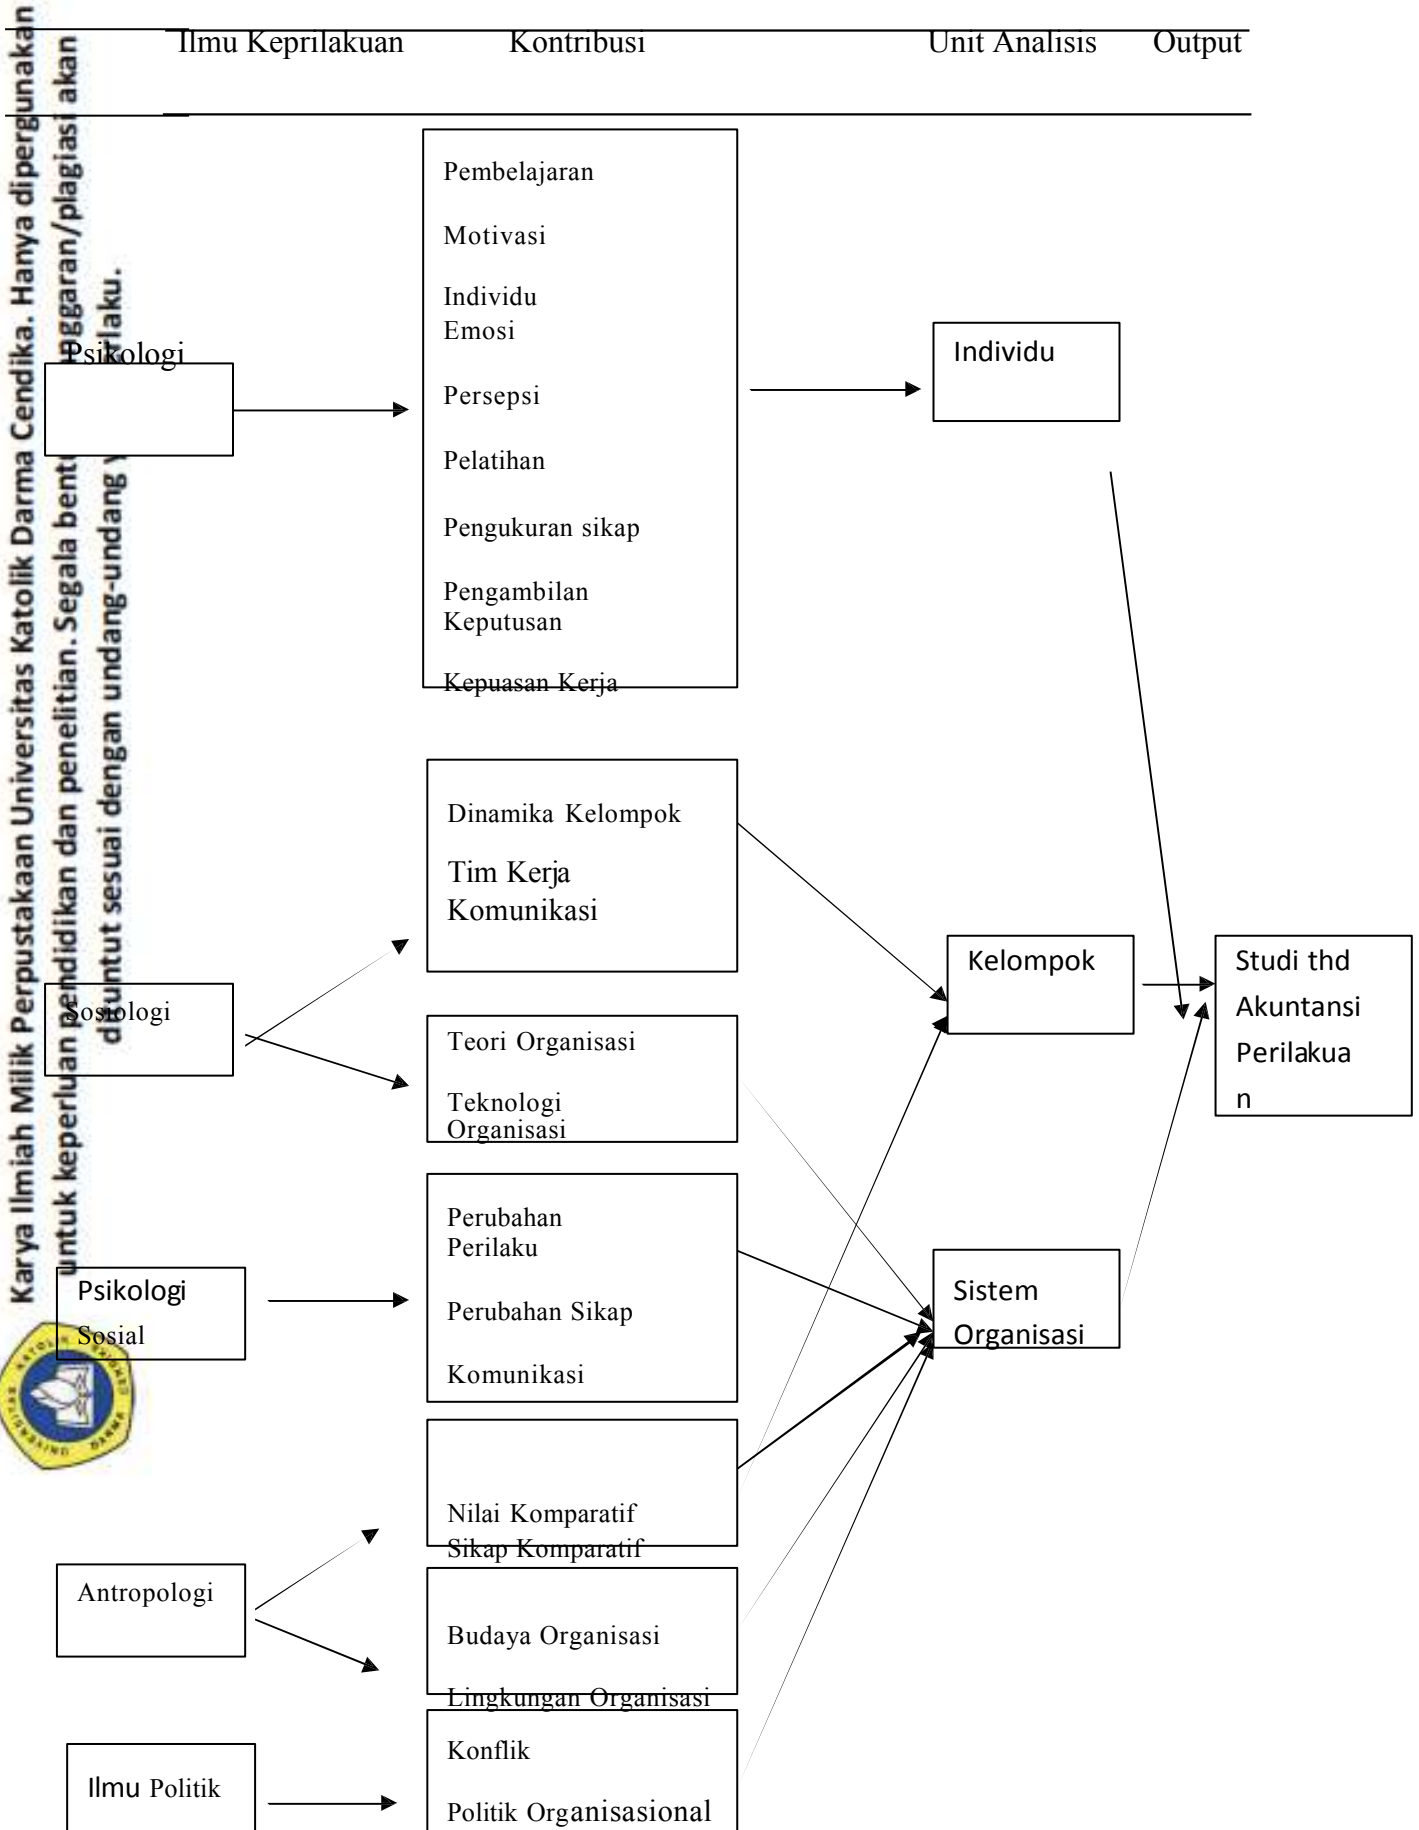 Ilmu Keprilakuan Kontribusi Unit Analisis Output
Psikologi
Pembelajaran
Motivasi
Individu
Emosi
Persepsi
Pelatihan
Pengukuran sikap
Pengambilan
Keputusan
Kepuasan Kerja
Individu
Sosiologi
Dinamika Kelompok
Tim Kerja
Komunikasi
Teori Organisasi
Teknologi
Organisasi
Kelompok
Studi thd
Akuntansi
Perilakua
n
Psikologi
Sosial
Perubahan
Perilaku
Perubahan Sikap
Komunikasi
Sistem
Organisasi
Antropologi
Nilai Komparatif
Sikap Komparatif
Budaya Organisasi
Lingkungan Organisasi
Ilmu Politik
Konflik
Politik Organisasional
Karya Ilmiah Milik Perpustakaan Universitas Katolik Darma Cendika. Hanya dipergunakan
untuk keperluan pendidikan dan penelitian. Segala bent nggaran/plagiasi akan
dituntut sesuai dengan undang-undang y rlaku.